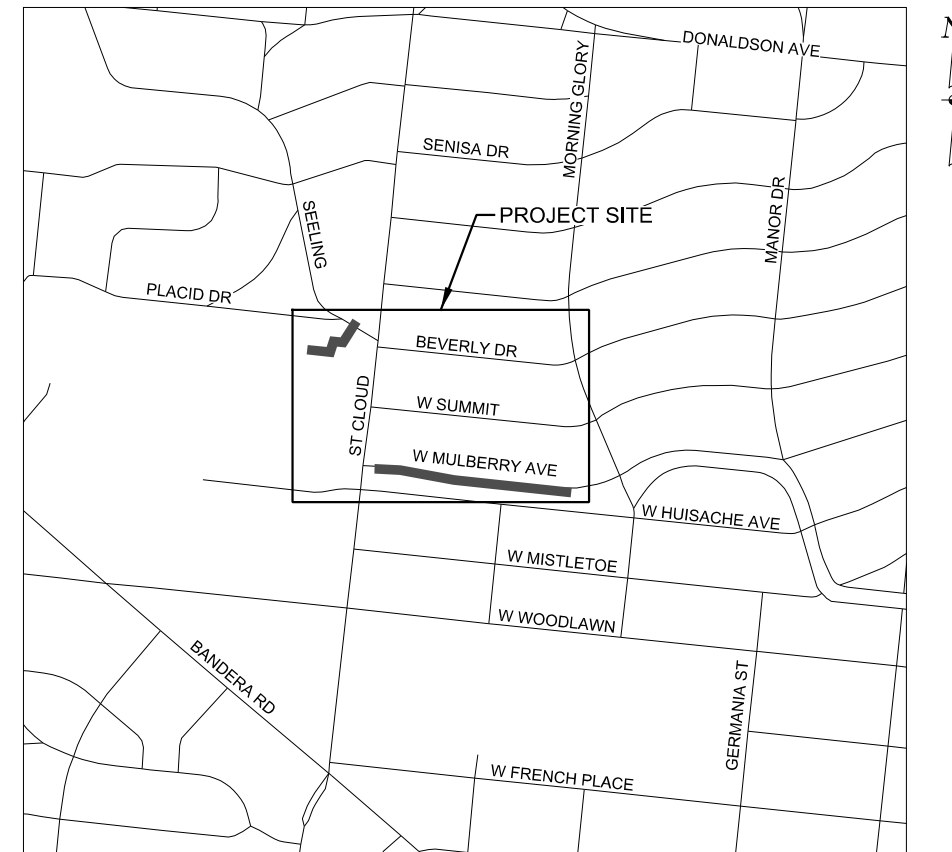 N
DONALDSON AVE
MORNING GLORY
SENISA DR
MANOR DR
SEELING
PROJECT SITE
PLACID DR
BEVERLY DR
ST CLOUD
W SUMMIT
W MULBERRY AVE
W HUISACHE AVE
W MISTLETOE
W WOODLAWN
BANDERA RD
GERMANIA ST
W FRENCH PLACE